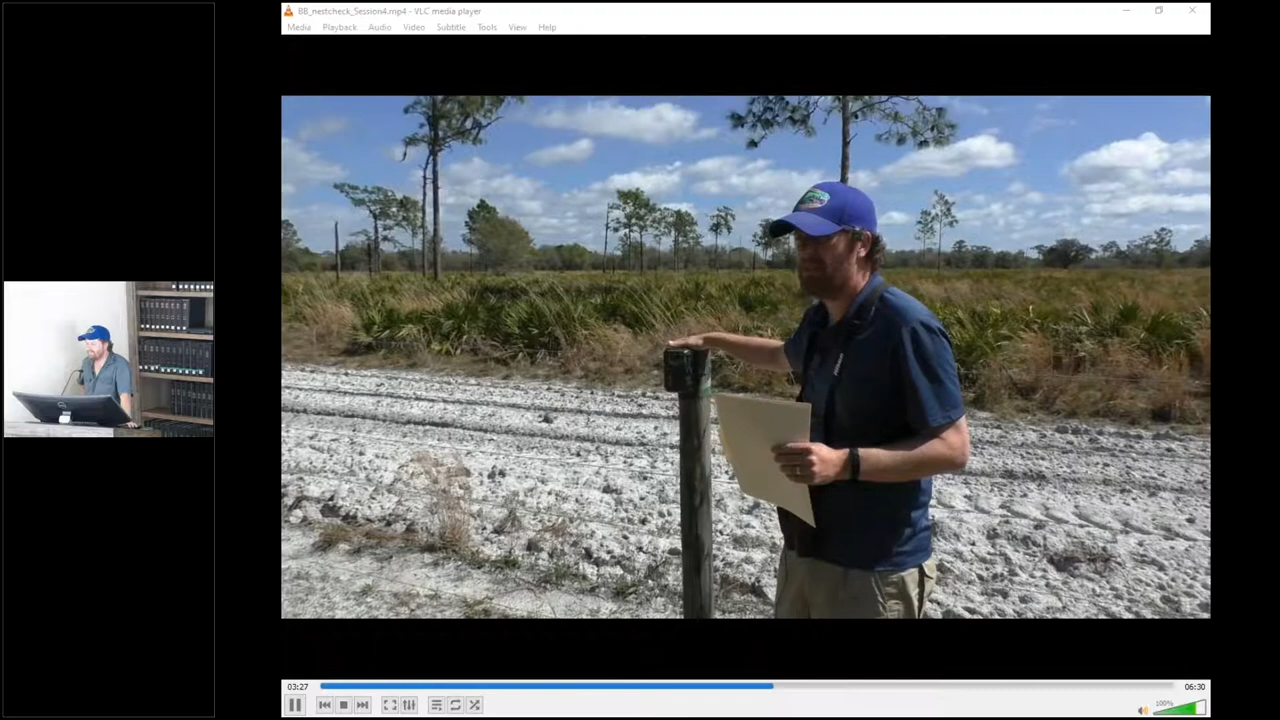 BB_nestcheck_Session4.mp4 - VLC media player
Media Playback Audio Video Subtitle Tools View Help
03:27
06:30
100%